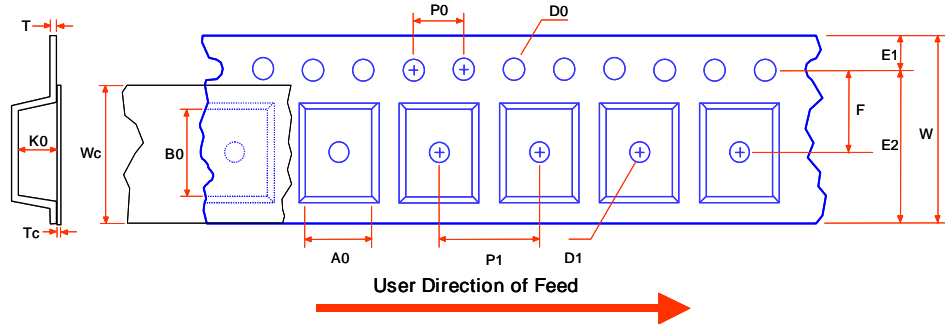 T
P0
D0
E1
F
K0
Wc
B0
E2
W
Tc
A0
P1
D1
User Direction of Feed